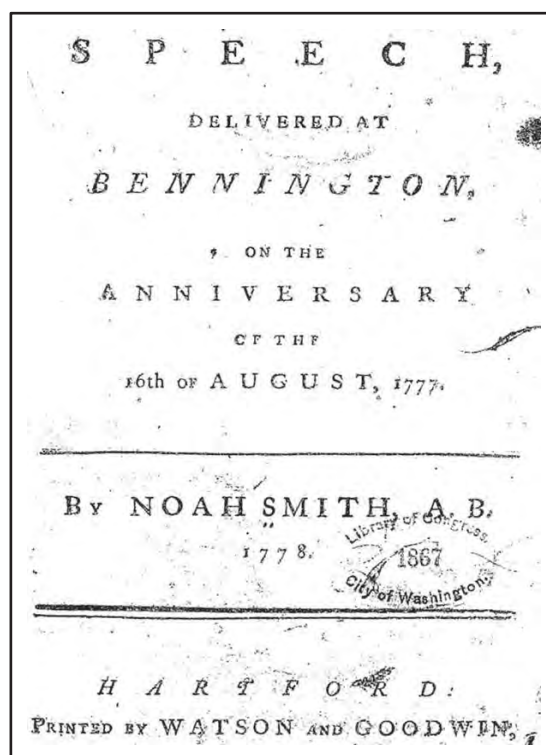 SPEECH,
DELIVERED AT
BENNINGTON,
ON THE
ANNIVERSARY
OF THE
16th OF AUGUST, 1777.
BY NOAH SMITH, A. B.
1778.
Library of Congress
1867
City of Washington
HARTFORD:
PRINTED BY WATSON AND GOODWIN,